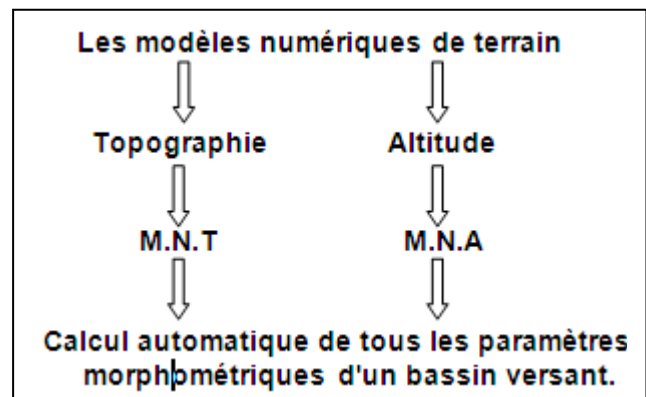 Les modèles numériques de terrain
Topographie Altitude
M.N.T M.N.A
Calcul automatique de tous les paramètres
morphométriques d'un bassin versant.